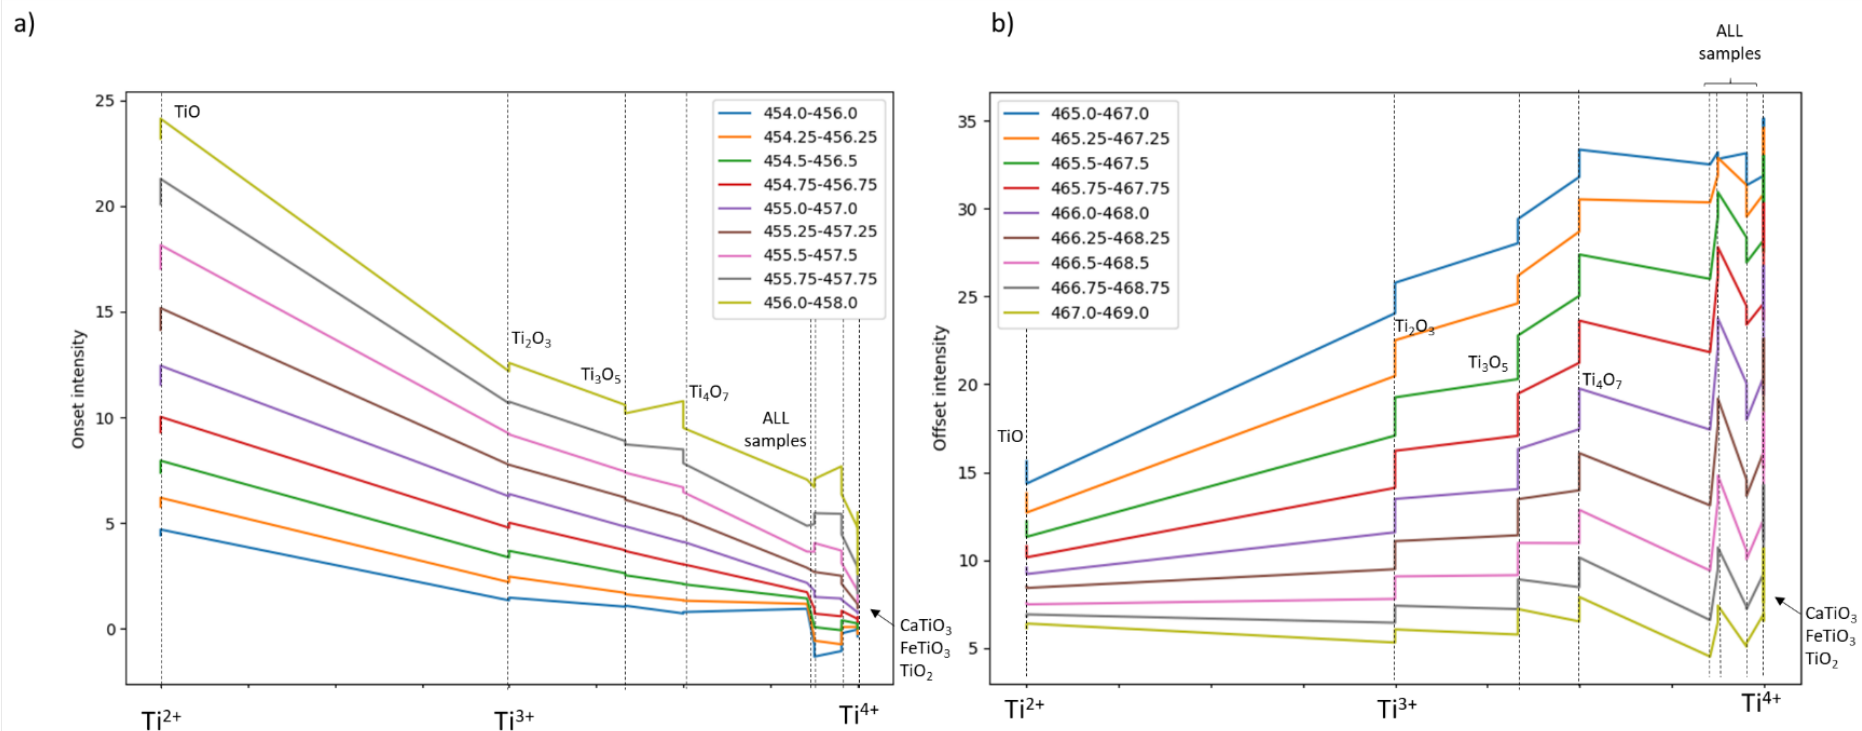 a)
25
20
15
10
5
0
Onset intensity
TiO
Ti₂O₃
Ti₃O₅
Ti₄O₇
ALL
samples
454.0-456.0
454.25-456.25
454.5-456.5
454.75-456.75
455.0-457.0
455.25-457.25
455.5-457.5
455.75-457.75
456.0-458.0
CaTiO₃
FeTiO₃
TiO₂
Ti²⁺
Ti³⁺
Ti⁴⁺
b)
ALL
samples
35
30
25
20
15
10
5
Offset intensity
465.0-467.0
465.25-467.25
465.5-467.5
465.75-467.75
466.0-468.0
466.25-468.25
466.5-468.5
466.75-468.75
467.0-469.0
TiO
Ti₂O₃
Ti₃O₅
Ti₄O₇
CaTiO₃
FeTiO₃
TiO₂
Ti²⁺
Ti³⁺
Ti⁴⁺